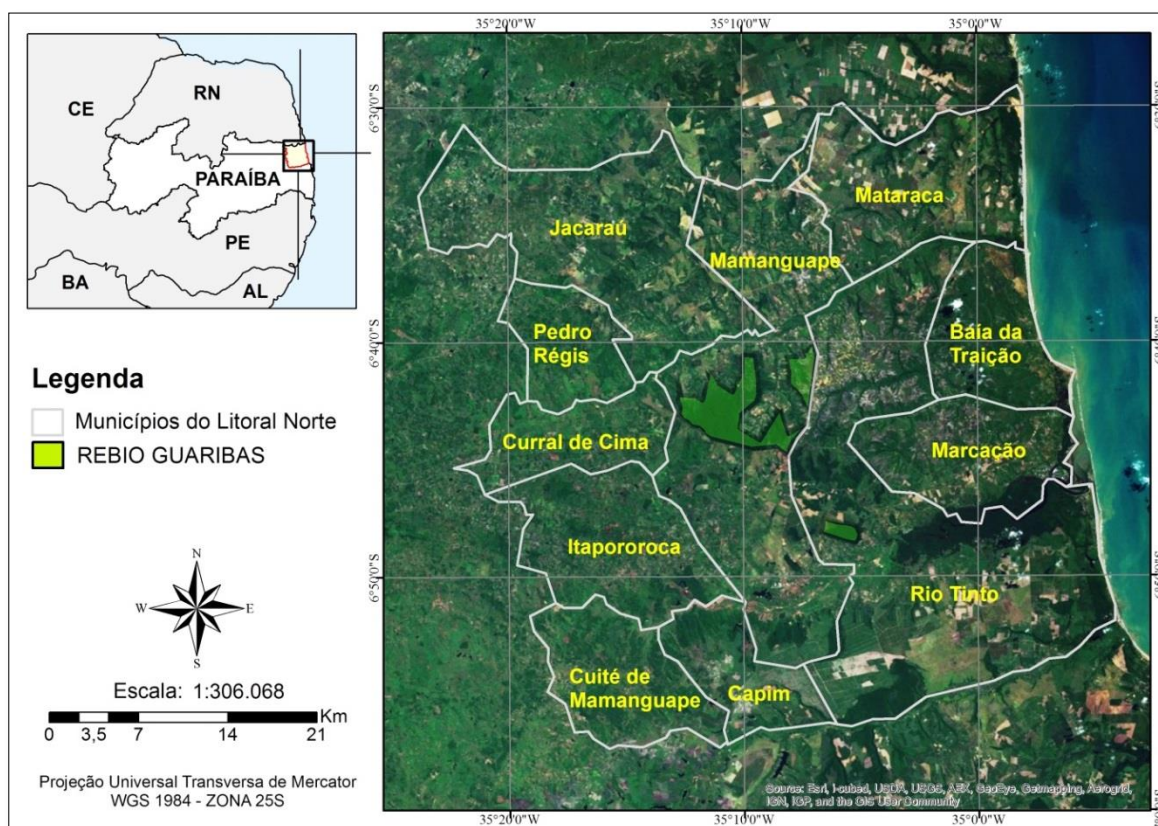 CE
RN
PARAÍBA
PE
BA
AL
Legenda
Municípios do Litoral Norte
REBIO GUARIBAS
N
W
E
S
Escala: 1:306.068
0 3,5 7 14 21 Km
Projeção Universal Transversa de Mercator
WGS 1984 - ZONA 25S
35°20'0"W 35°10'0"W 35°0'0"W
6°30'0"S
6°40'0"S
6°50'0"S
Jacaraú
Mataraca
Mamanguape
Pedro
Régis
Baía da
Traição
Curral de Cima
Marcação
Itapororoca
Rio Tinto
Cuité de
Mamanguape
Capim
Source: Esri, i-cubed, USDA, USGS, AEX, GeoEye, Getmapping, Aerogrid,
IGN, IGP, and the GIS User Community
35°20'0"W 35°10'0"W 35°0'0"W